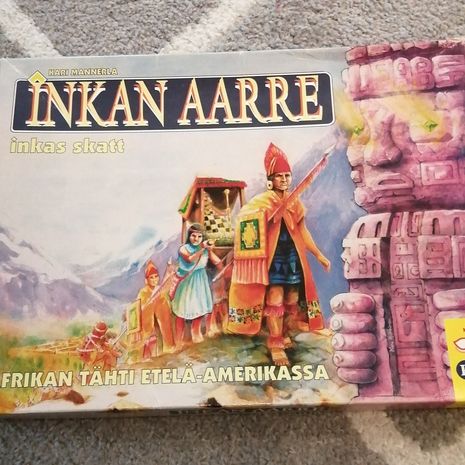 KARI MANNERLA
INKAN AARRE
inkas skatt
FRIKAN TÄHTI ETELÄ-AMERIKASSA